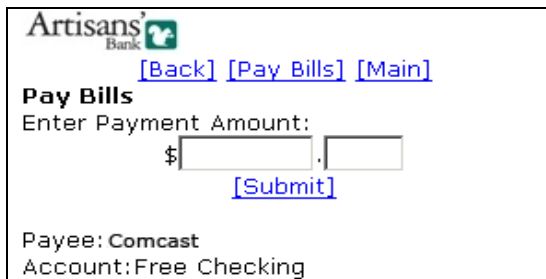 Artisans'
Bank
[Back] [Pay Bills] [Main]
Pay Bills
Enter Payment Amount:
$ .
[Submit]
Payee: Comcast
Account:Free Checking